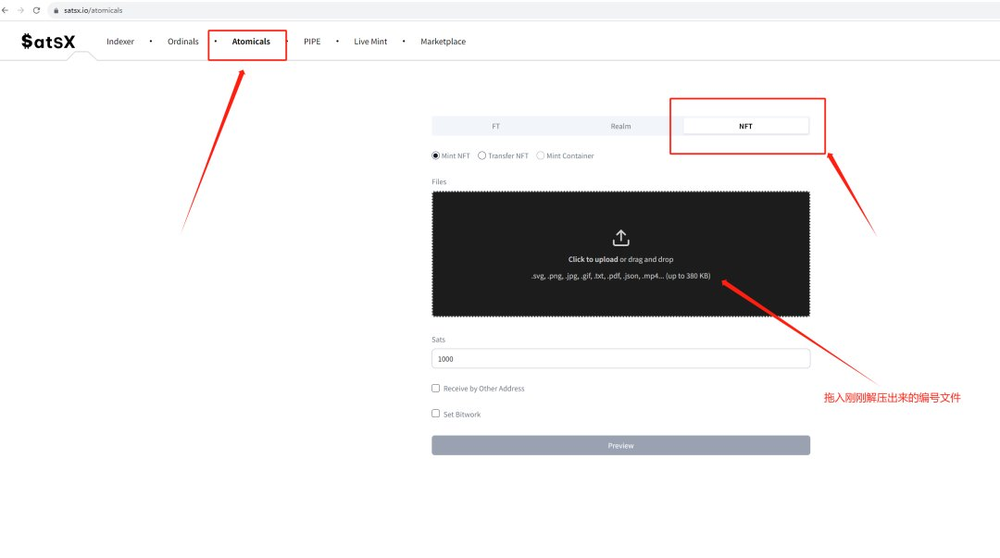 satsx.io/atomicals
$atsX Indexer • Ordinals • Atomicals • PIPE • Live Mint • Marketplace
FT Realm NFT
Mint NFT Transfer NFT Mint Container
Files
Click to upload or drag and drop
.svg, .png, .jpg, .gif, .txt, .pdf, .json, .mp4... (up to 380 KB)
Sats
1000
Receive by Other Address
拖入刚刚解压出来的编号文件
Set Bitwork
Preview